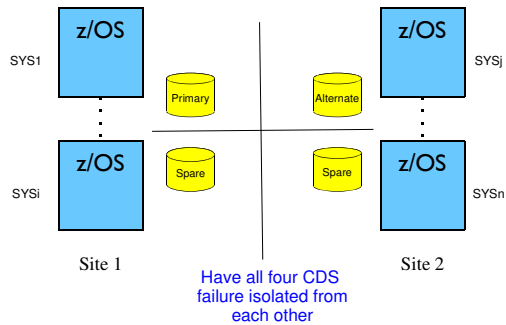 z/OS
z/OS
SYS1
SYSj
Primary
Alternate
z/OS
z/OS
Spare
Spare
SYSi
SYSn
Site 1
Site 2
Have all four CDS
failure isolated from
each other